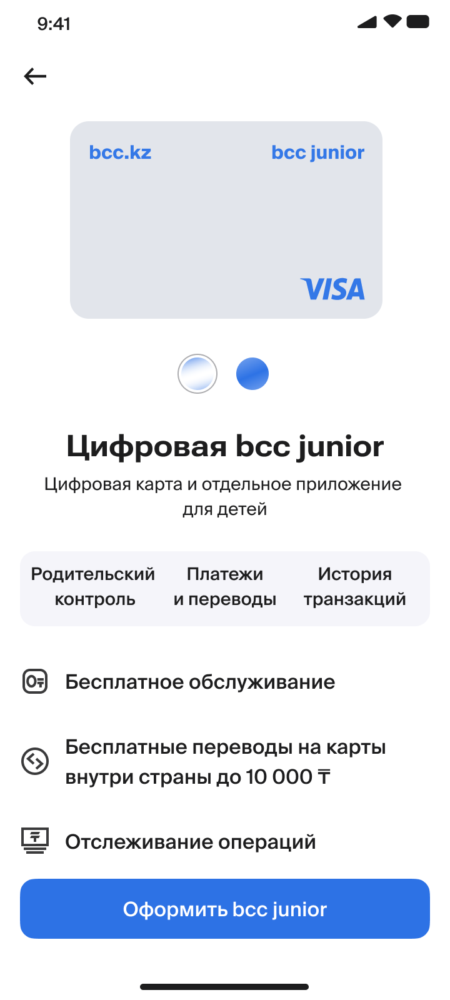 9:41
bcc.kz bcc junior
VISA
Цифровая bcc junior
Цифровая карта и отдельное приложение
для детей
Родительский
контроль
Платежи
и переводы
История
транзакций
0₸
Бесплатное обслуживание
Бесплатные переводы на карты
внутри страны до 10 000 ₸
₸
Отслеживание операций
Оформить bcc junior